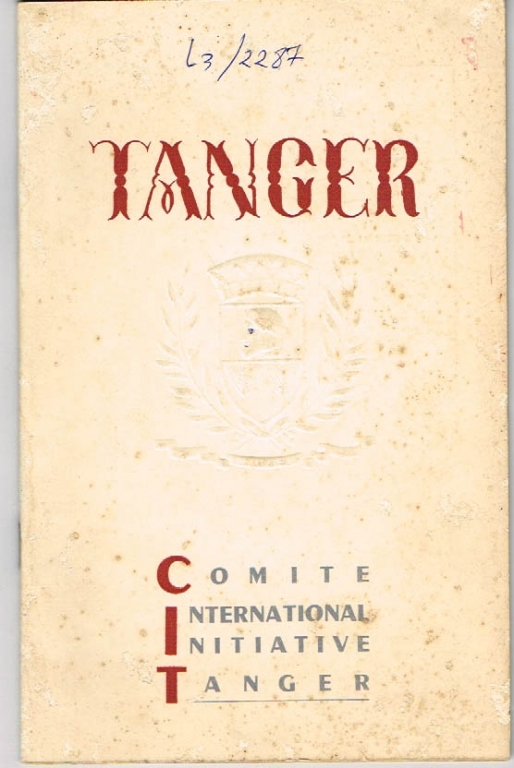 L3/2287
TANGER
COMITE
INTERNATIONAL
INITIATIVE
TANGER